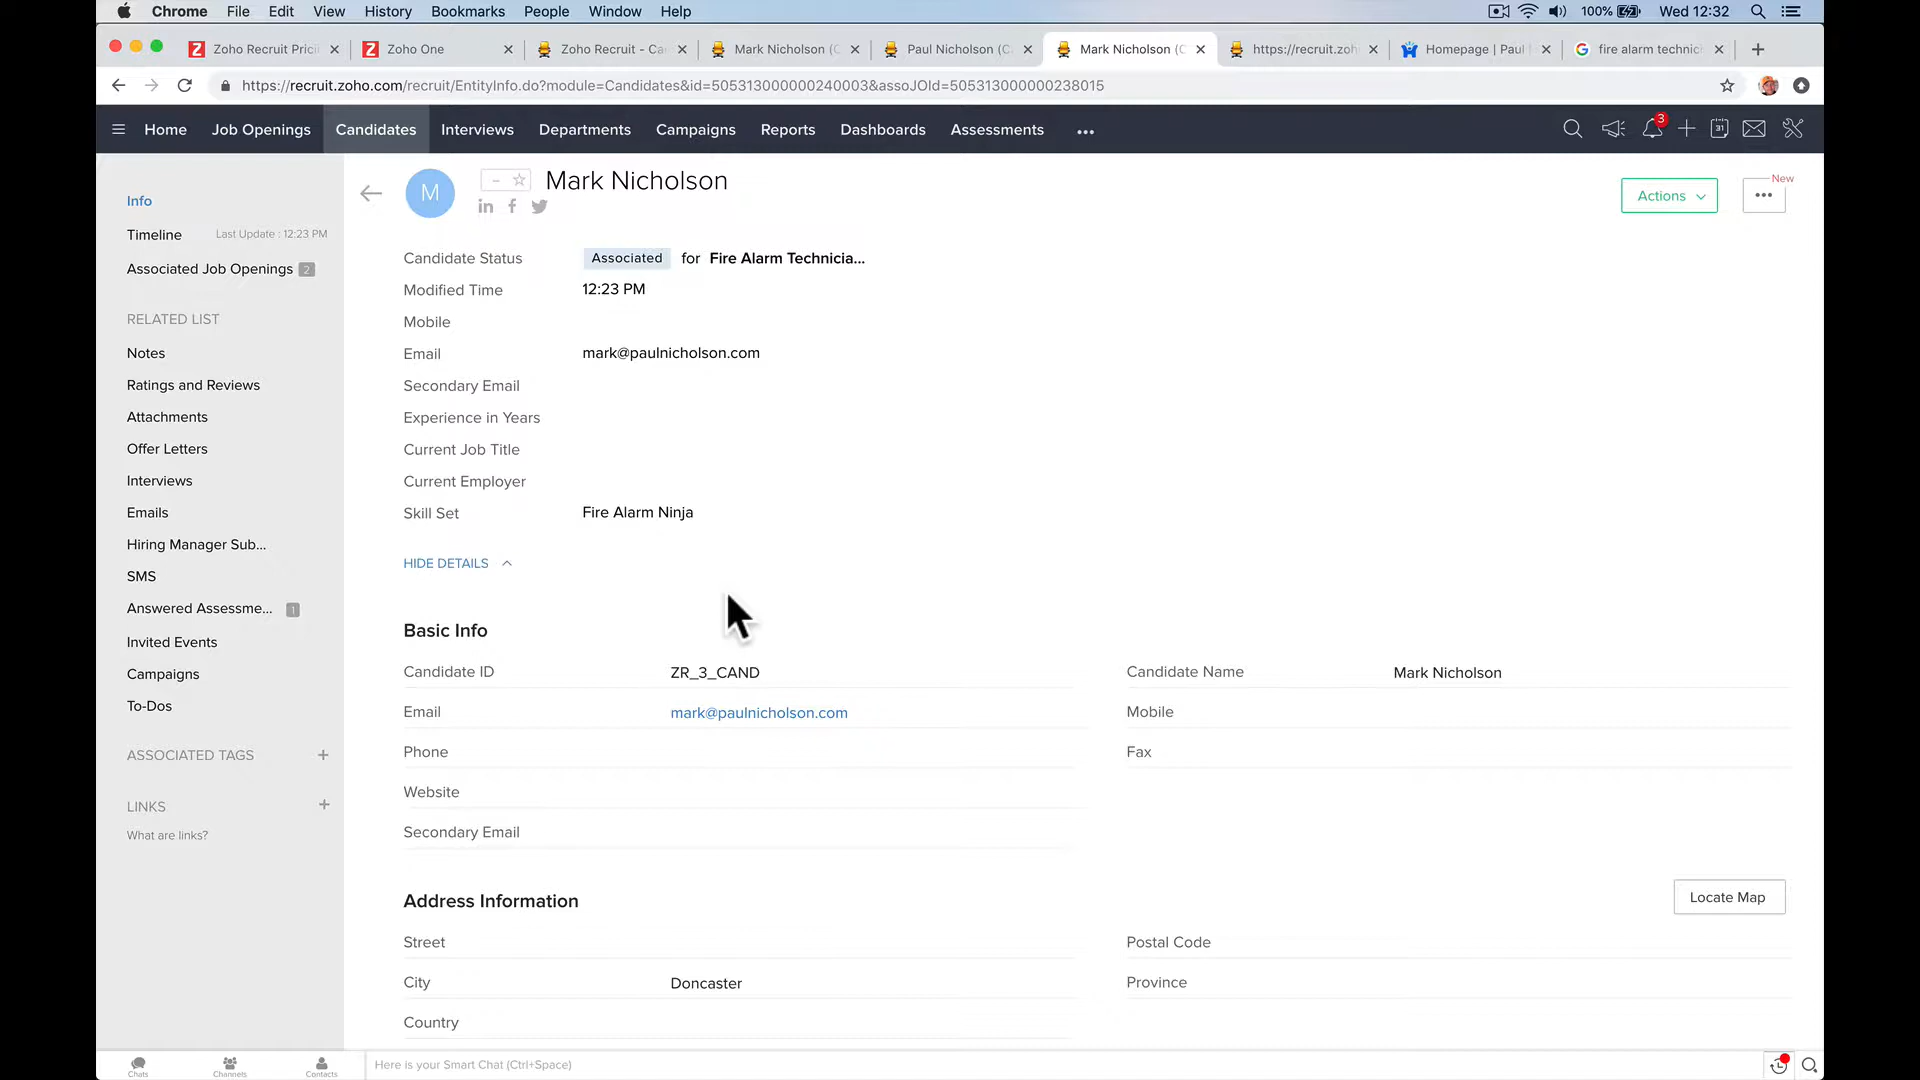 Chrome File Edit View History Bookmarks People Window Help 100% Wed 12:32
Zoho Recruit Prici Zoho One Zoho Recruit - Ca Mark Nicholson (C Paul Nicholson (C Mark Nicholson (C https://recruit.zoh Homepage | Paul fire alarm technic
https://recruit.zoho.com/recruit/EntityInfo.do?module=Candidates&id=505313000000240003&assoJOId=505313000000238015
Home Job Openings Candidates Interviews Departments Campaigns Reports Dashboards Assessments ••• 3 31
Info
Timeline Last Update : 12:23 PM
Associated Job Openings 2
RELATED LIST
Notes
Ratings and Reviews
Attachments
Offer Letters
Interviews
Emails
Hiring Manager Sub...
SMS
Answered Assessme... 1
Invited Events
Campaigns
To-Dos
ASSOCIATED TAGS +
LINKS +
What are links?
M Mark Nicholson
Actions ••• New
Candidate Status Associated for Fire Alarm Technicia...
Modified Time 12:23 PM
Mobile
Email mark@paulnicholson.com
Secondary Email
Experience in Years
Current Job Title
Current Employer
Skill Set Fire Alarm Ninja
HIDE DETAILS
Basic Info
Candidate ID ZR_3_CAND Candidate Name Mark Nicholson
Email mark@paulnicholson.com Mobile
Phone Fax
Website
Secondary Email
Address Information Locate Map
Street Postal Code
City Doncaster Province
Country
Chats Channels Contacts Here is your Smart Chat (Ctrl+Space)